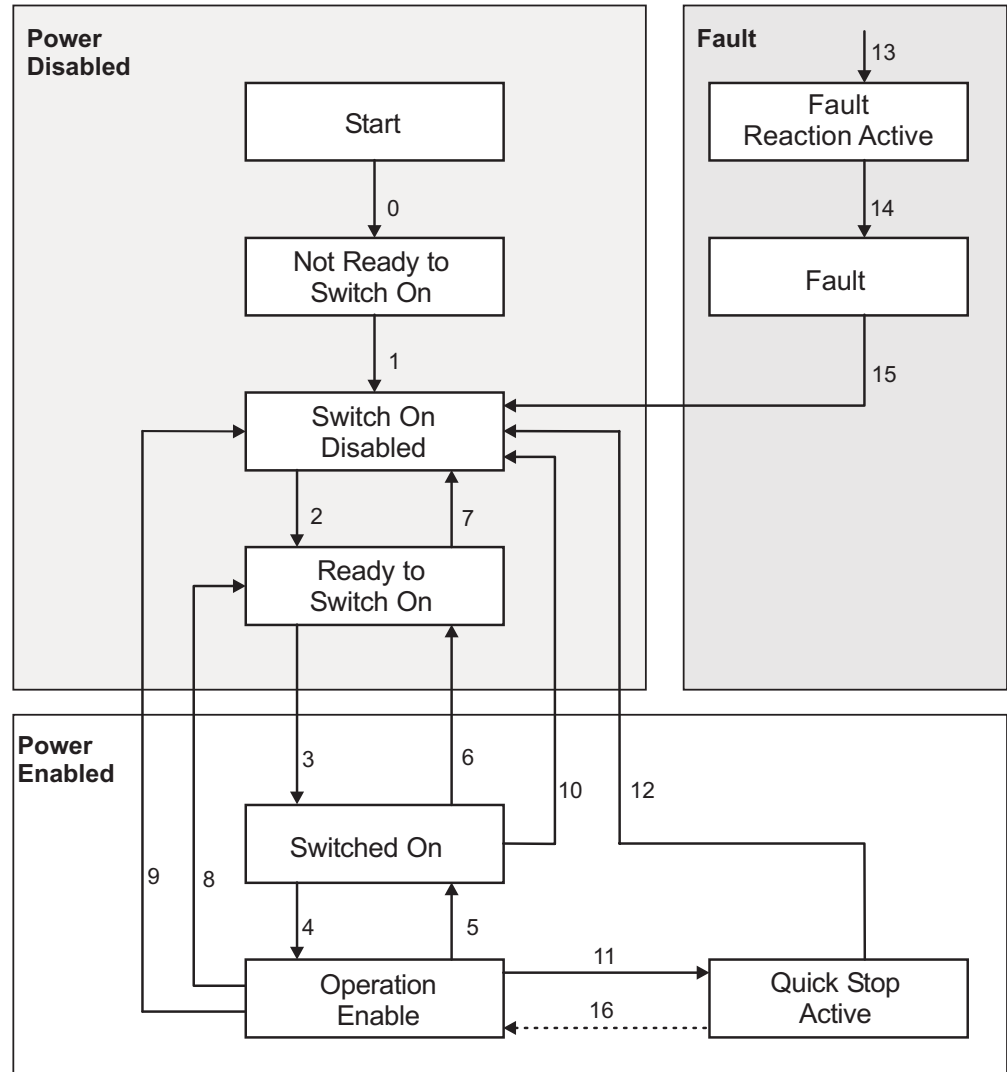 Power
Disabled
Start
0
Not Ready to
Switch On
1
Switch On
Disabled
2
7
Ready to
Switch On
Fault
13
Fault
Reaction Active
14
Fault
15
Power
Enabled
3
6
10
12
Switched On
9
8
4
5
11
Operation
Enable
16
Quick Stop
Active